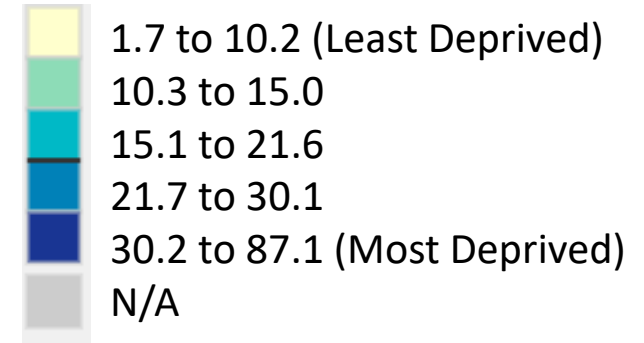 1.7 to 10.2 (Least Deprived)
10.3 to 15.0
15.1 to 21.6
21.7 to 30.1
30.2 to 87.1 (Most Deprived)
N/A